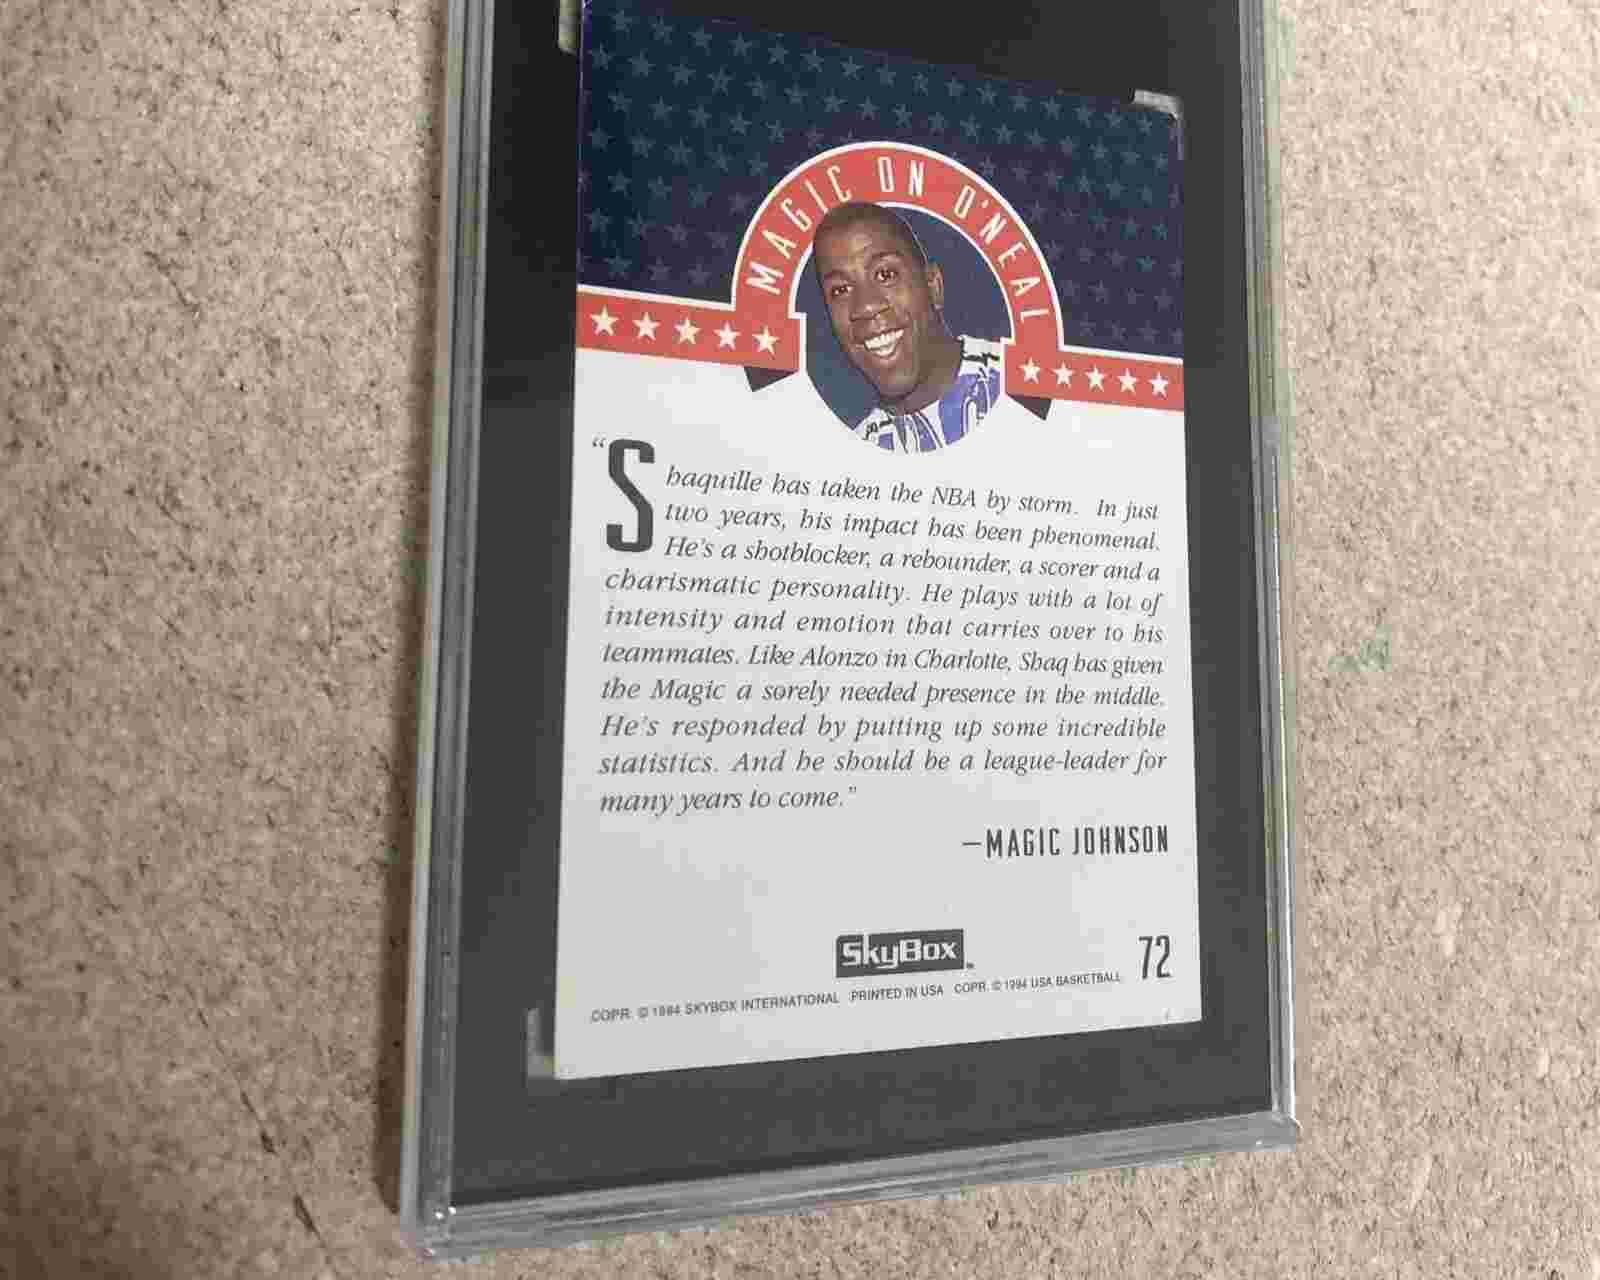 MAGIC ON O'NEAL
"Shaquille has taken the NBA by storm. In just
two years, his impact has been phenomenal.
He's a shotblocker, a rebounder, a scorer and a
charismatic personality. He plays with a lot of
intensity and emotion that carries over to his
teammates. Like Alonzo in Charlotte, Shaq has given
the Magic a sorely needed presence in the middle.
He's responded by putting up some incredible
statistics. And he should be a league-leader for
many years to come."
—MAGIC JOHNSON
SkyBox™
72
COPR. © 1994 SKYBOX INTERNATIONAL PRINTED IN USA COPR. © 1994 USA BASKETBALL